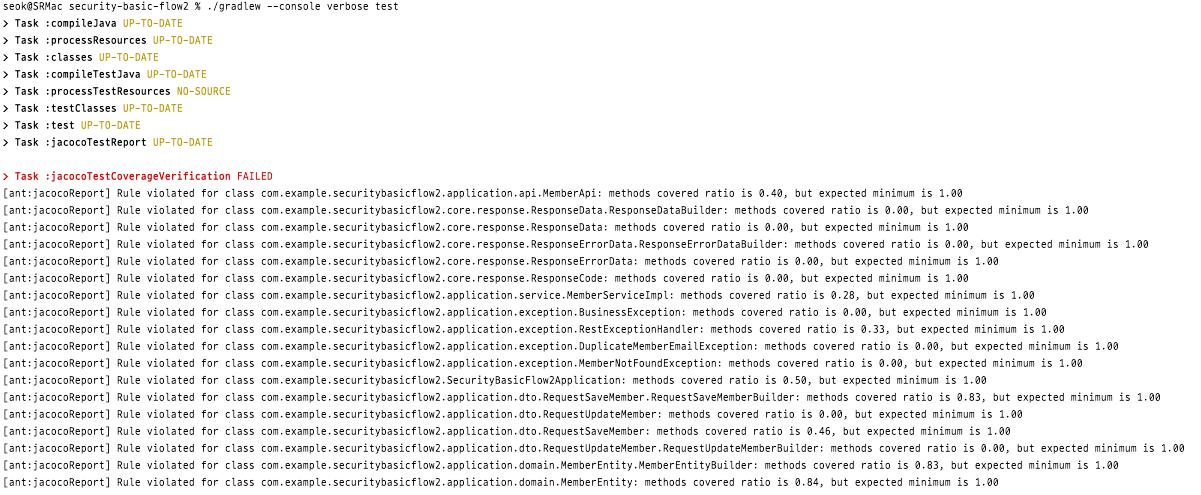 seok@SRMac security-basic-flow2 % ./gradlew --console verbose test
> Task :compileJava UP-TO-DATE
> Task :processResources UP-TO-DATE
> Task :classes UP-TO-DATE
> Task :compileTestJava UP-TO-DATE
> Task :processTestResources NO-SOURCE
> Task :testClasses UP-TO-DATE
> Task :test UP-TO-DATE
> Task :jacocoTestReport UP-TO-DATE
> Task :jacocoTestCoverageVerification FAILED
[ant:jacocoReport] Rule violated for class com.example.securitybasicflow2.application.api.MemberApi: methods covered ratio is 0.40, but expected minimum is 1.00
[ant:jacocoReport] Rule violated for class com.example.securitybasicflow2.core.response.ResponseData.ResponseDataBuilder: methods covered ratio is 0.00, but expected minimum is 1.00
[ant:jacocoReport] Rule violated for class com.example.securitybasicflow2.core.response.ResponseData: methods covered ratio is 0.00, but expected minimum is 1.00
[ant:jacocoReport] Rule violated for class com.example.securitybasicflow2.core.response.ResponseErrorData.ResponseErrorDataBuilder: methods covered ratio is 0.00, but expected minimum is 1.00
[ant:jacocoReport] Rule violated for class com.example.securitybasicflow2.core.response.ResponseErrorData: methods covered ratio is 0.00, but expected minimum is 1.00
[ant:jacocoReport] Rule violated for class com.example.securitybasicflow2.core.response.ResponseCode: methods covered ratio is 0.00, but expected minimum is 1.00
[ant:jacocoReport] Rule violated for class com.example.securitybasicflow2.application.service.MemberServiceImpl: methods covered ratio is 0.28, but expected minimum is 1.00
[ant:jacocoReport] Rule violated for class com.example.securitybasicflow2.application.exception.BusinessException: methods covered ratio is 0.00, but expected minimum is 1.00
[ant:jacocoReport] Rule violated for class com.example.securitybasicflow2.application.exception.RestExceptionHandler: methods covered ratio is 0.33, but expected minimum is 1.00
[ant:jacocoReport] Rule violated for class com.example.securitybasicflow2.application.exception.DuplicateMemberEmailException: methods covered ratio is 0.00, but expected minimum is 1.00
[ant:jacocoReport] Rule violated for class com.example.securitybasicflow2.application.exception.MemberNotFoundException: methods covered ratio is 0.00, but expected minimum is 1.00
[ant:jacocoReport] Rule violated for class com.example.securitybasicflow2.SecurityBasicFlow2Application: methods covered ratio is 0.50, but expected minimum is 1.00
[ant:jacocoReport] Rule violated for class com.example.securitybasicflow2.application.dto.RequestSaveMember.RequestSaveMemberBuilder: methods covered ratio is 0.83, but expected minimum is 1.00
[ant:jacocoReport] Rule violated for class com.example.securitybasicflow2.application.dto.RequestUpdateMember: methods covered ratio is 0.00, but expected minimum is 1.00
[ant:jacocoReport] Rule violated for class com.example.securitybasicflow2.application.dto.RequestSaveMember: methods covered ratio is 0.46, but expected minimum is 1.00
[ant:jacocoReport] Rule violated for class com.example.securitybasicflow2.application.dto.RequestUpdateMember.RequestUpdateMemberBuilder: methods covered ratio is 0.00, but expected minimum is 1.00
[ant:jacocoReport] Rule violated for class com.example.securitybasicflow2.application.domain.MemberEntity.MemberEntityBuilder: methods covered ratio is 0.83, but expected minimum is 1.00
[ant:jacocoReport] Rule violated for class com.example.securitybasicflow2.application.domain.MemberEntity: methods covered ratio is 0.84, but expected minimum is 1.00